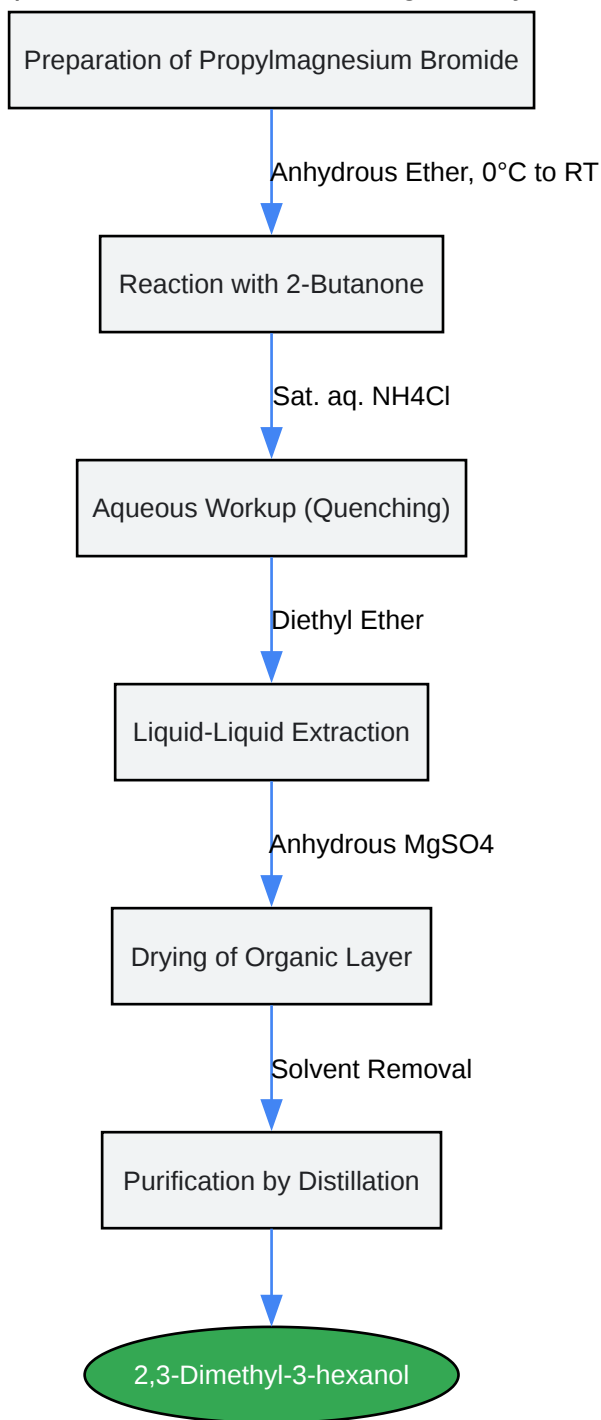 Preparation of Propylmagnesium Bromide
Anhydrous Ether, 0°C to RT
Reaction with 2-Butanone
Sat. aq. NH4Cl
Aqueous Workup (Quenching)
Diethyl Ether
Liquid-Liquid Extraction
Anhydrous MgSO4
Drying of Organic Layer
Solvent Removal
Purification by Distillation
2,3-Dimethyl-3-hexanol